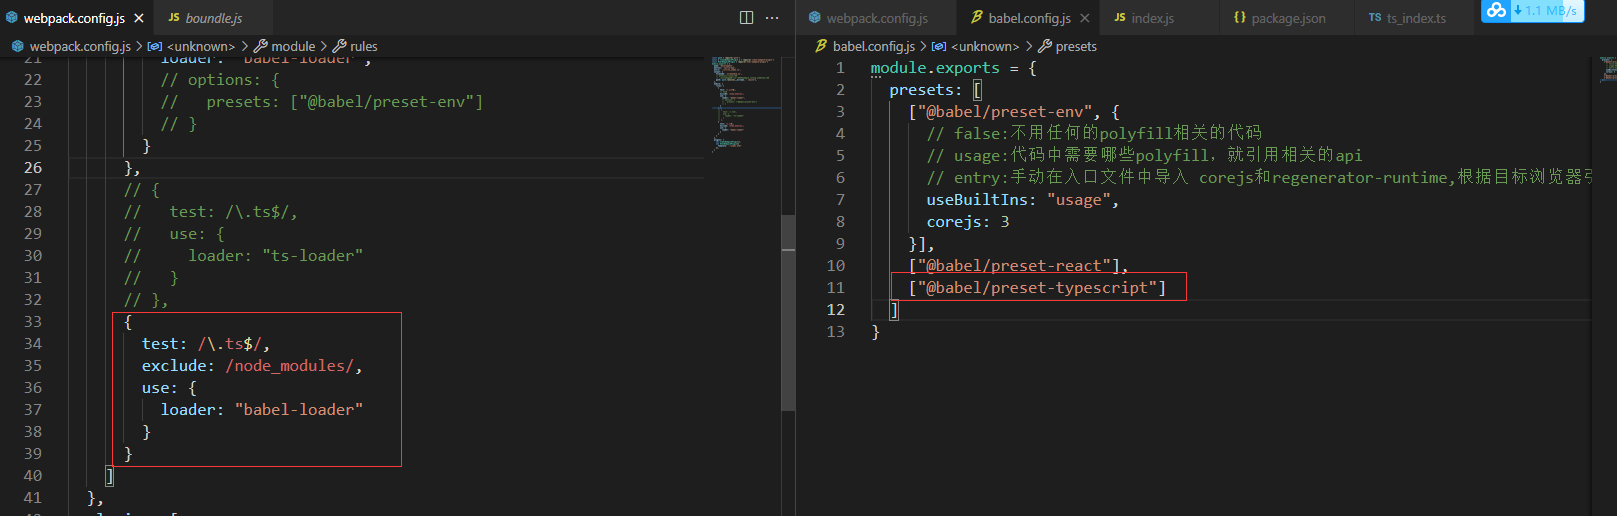 webpack.config.js ×
JS boundle.js
webpack.config.js > <unknown> > module > rules
21 loader: "babel-loader",
22 // options: {
23 //   presets: ["@babel/preset-env"]
24 // }
25 }
26 },
27 // {
28 //   test: /\.ts$/,
29 //   use: {
30 //     loader: "ts-loader"
31 //   }
32 // },
33 {
34 test: /\.ts$/,
35 exclude: /node_modules/,
36 use: {
37 loader: "babel-loader"
38 }
39 }
40 ]
41 },
webpack.config.js
babel.config.js ×
JS index.js
{} package.json
TS ts_index.ts
1.1 MB/s
babel.config.js > <unknown> > presets
1 module.exports = {
2 presets: [
3 ["@babel/preset-env", {
4 // false:不用任何的polyfill相关的代码
5 // usage:代码中需要哪些polyfill, 就引用相关的api
6 // entry:手动在入口文件中导入 corejs和regenerator-runtime,根据目标浏览器
7 useBuiltIns: "usage",
8 corejs: 3
9 }],
10 ["@babel/preset-react"],
11 ["@babel/preset-typescript"]
12 ]
13 }